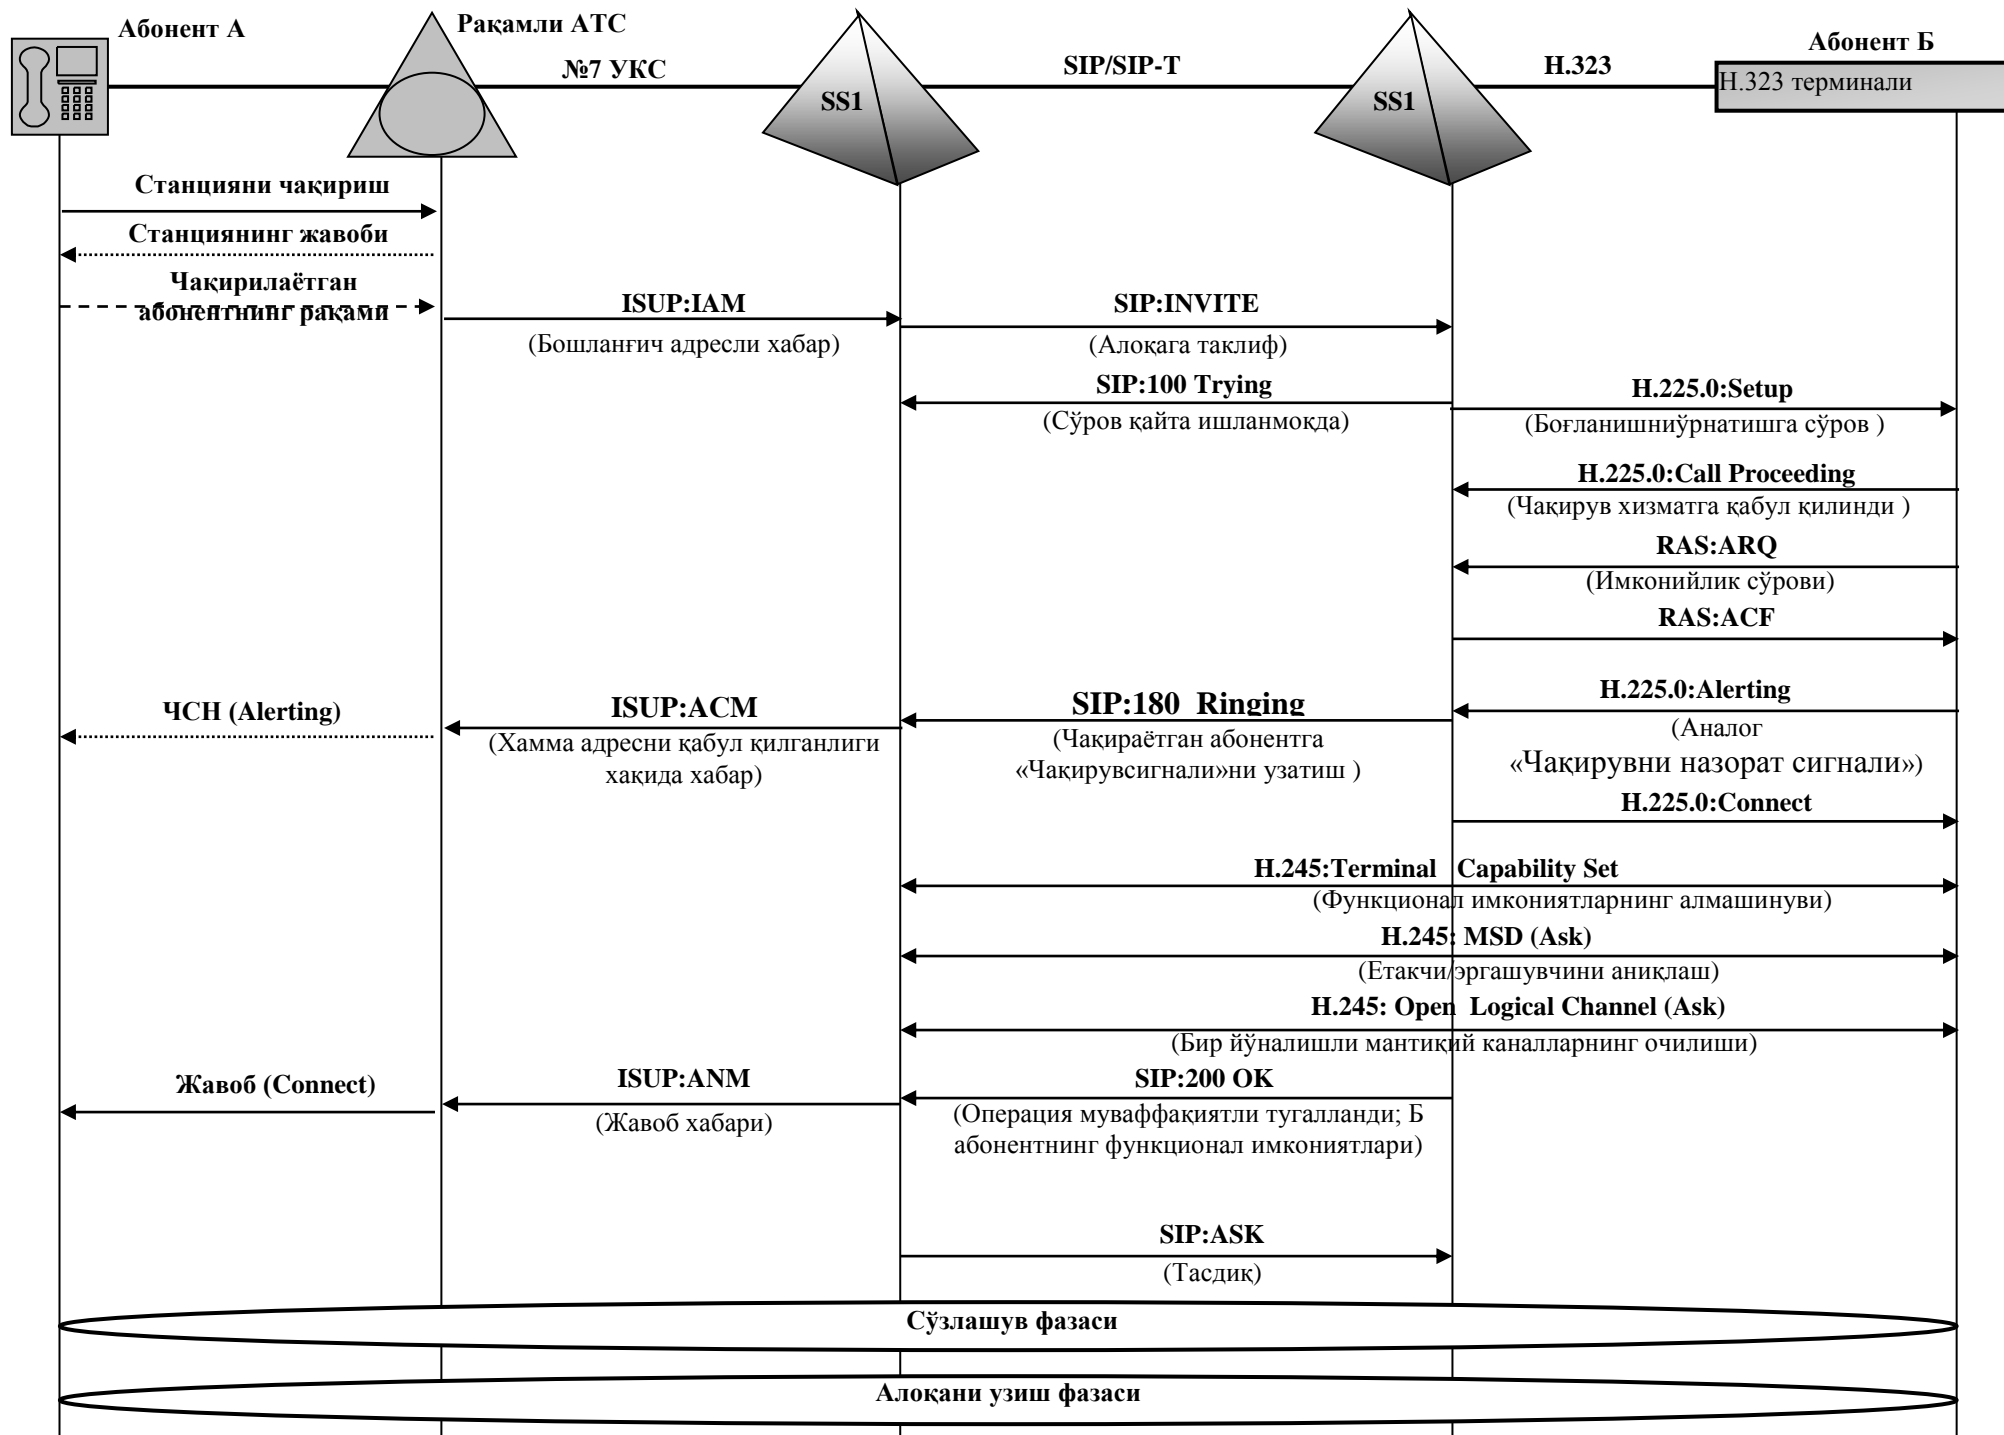 Абонент А
Рақамли АТС
№7 УКС
SIP/SIP-T
H.323
Абонент Б
SS1
SS1
H.323 терминали
Станцияни чақириш
Станциянинг жавоби
Чақирилаётган
абонентнинг рақами
ISUP:IAM
(Бошланғич адресли хабар)
SIP:INVITE
(Алоқага таклиф)
SIP:100 Trying
(Сўров қайта ишланмоқда)
H.225.0:Setup
(Боғланишниўрнатишга сўров )
H.225.0:Call Proceeding
(Чақирув хизматга қабул қилинди )
RAS:ARQ
(Имконийлик сўрови)
RAS:ACF
ЧСН (Alerting)
ISUP:ACM
(Хамма адресни қабул қилганлиги
хақида хабар)
SIP:180 Ringing
(Чақираётган абонентга
«Чақирувсигнали»ни узатиш )
H.225.0:Alerting
(Аналог
«Чақирувни назорат сигнали»)
H.225.0:Connect
H.245:Terminal Capability Set
(Функционал имкониятларнинг алмашинуви)
H.245: MSD (Ask)
(Етакчи/эргашувчини аниқлаш)
H.245: Open Logical Channel (Ask)
(Бир йўналишли мантиқий каналларнинг очилиши)
Жавоб (Connect)
ISUP:ANM
(Жавоб хабари)
SIP:200 OK
(Операция муваффақиятли тугалланди; Б
абонентнинг функционал имкониятлари)
SIP:ASK
(Тасдиқ)
Сўзлашув фазаси
Алоқани узиш фазаси